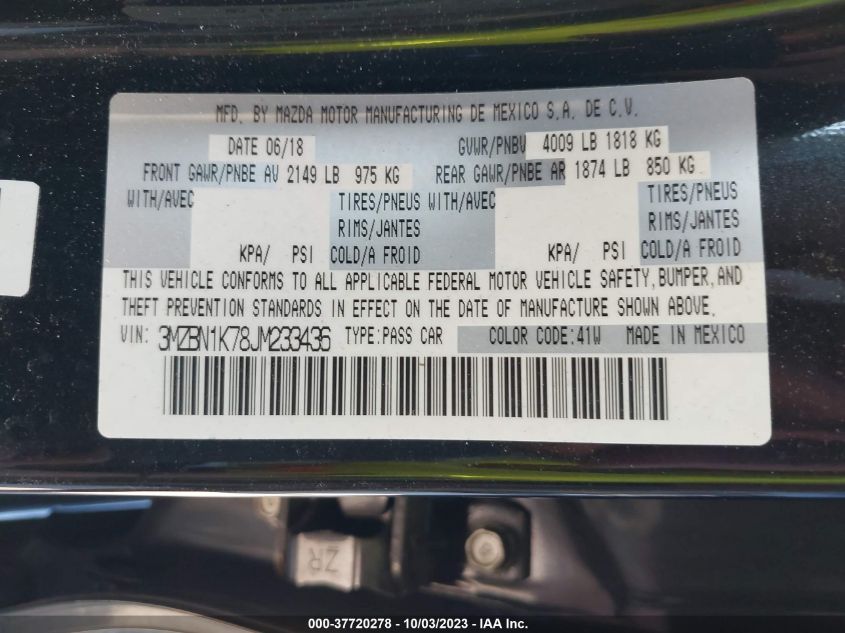 MFD. BY MAZDA MOTOR MANUFACTURING DE MEXICO S.A. DE C.V.
DATE 06/18 GVWR/PNBV 4009 LB 1818 KG
FRONT GAWR/PNBE AV 2149 LB 975 KG REAR GAWR/PNBE AR 1874 LB 850 KG
WITH/AVEC TIRES/PNEUS WITH/AVEC TIRES/PNEUS
RIMS/JANTES RIMS/JANTES
KPA/ PSI COLD/A FROID KPA/ PSI COLD/A FROID
THIS VEHICLE CONFORMS TO ALL APPLICABLE FEDERAL MOTOR VEHICLE SAFETY, BUMPER, AND
THEFT PREVENTION STANDARDS IN EFFECT ON THE DATE OF MANUFACTURE SHOWN ABOVE.
VIN: 3MZBN1K78JM233436 TYPE:PASS CAR COLOR CODE:41W MADE IN MEXICO
ZR
000-37720278 - 10/03/2023 - IAA Inc.